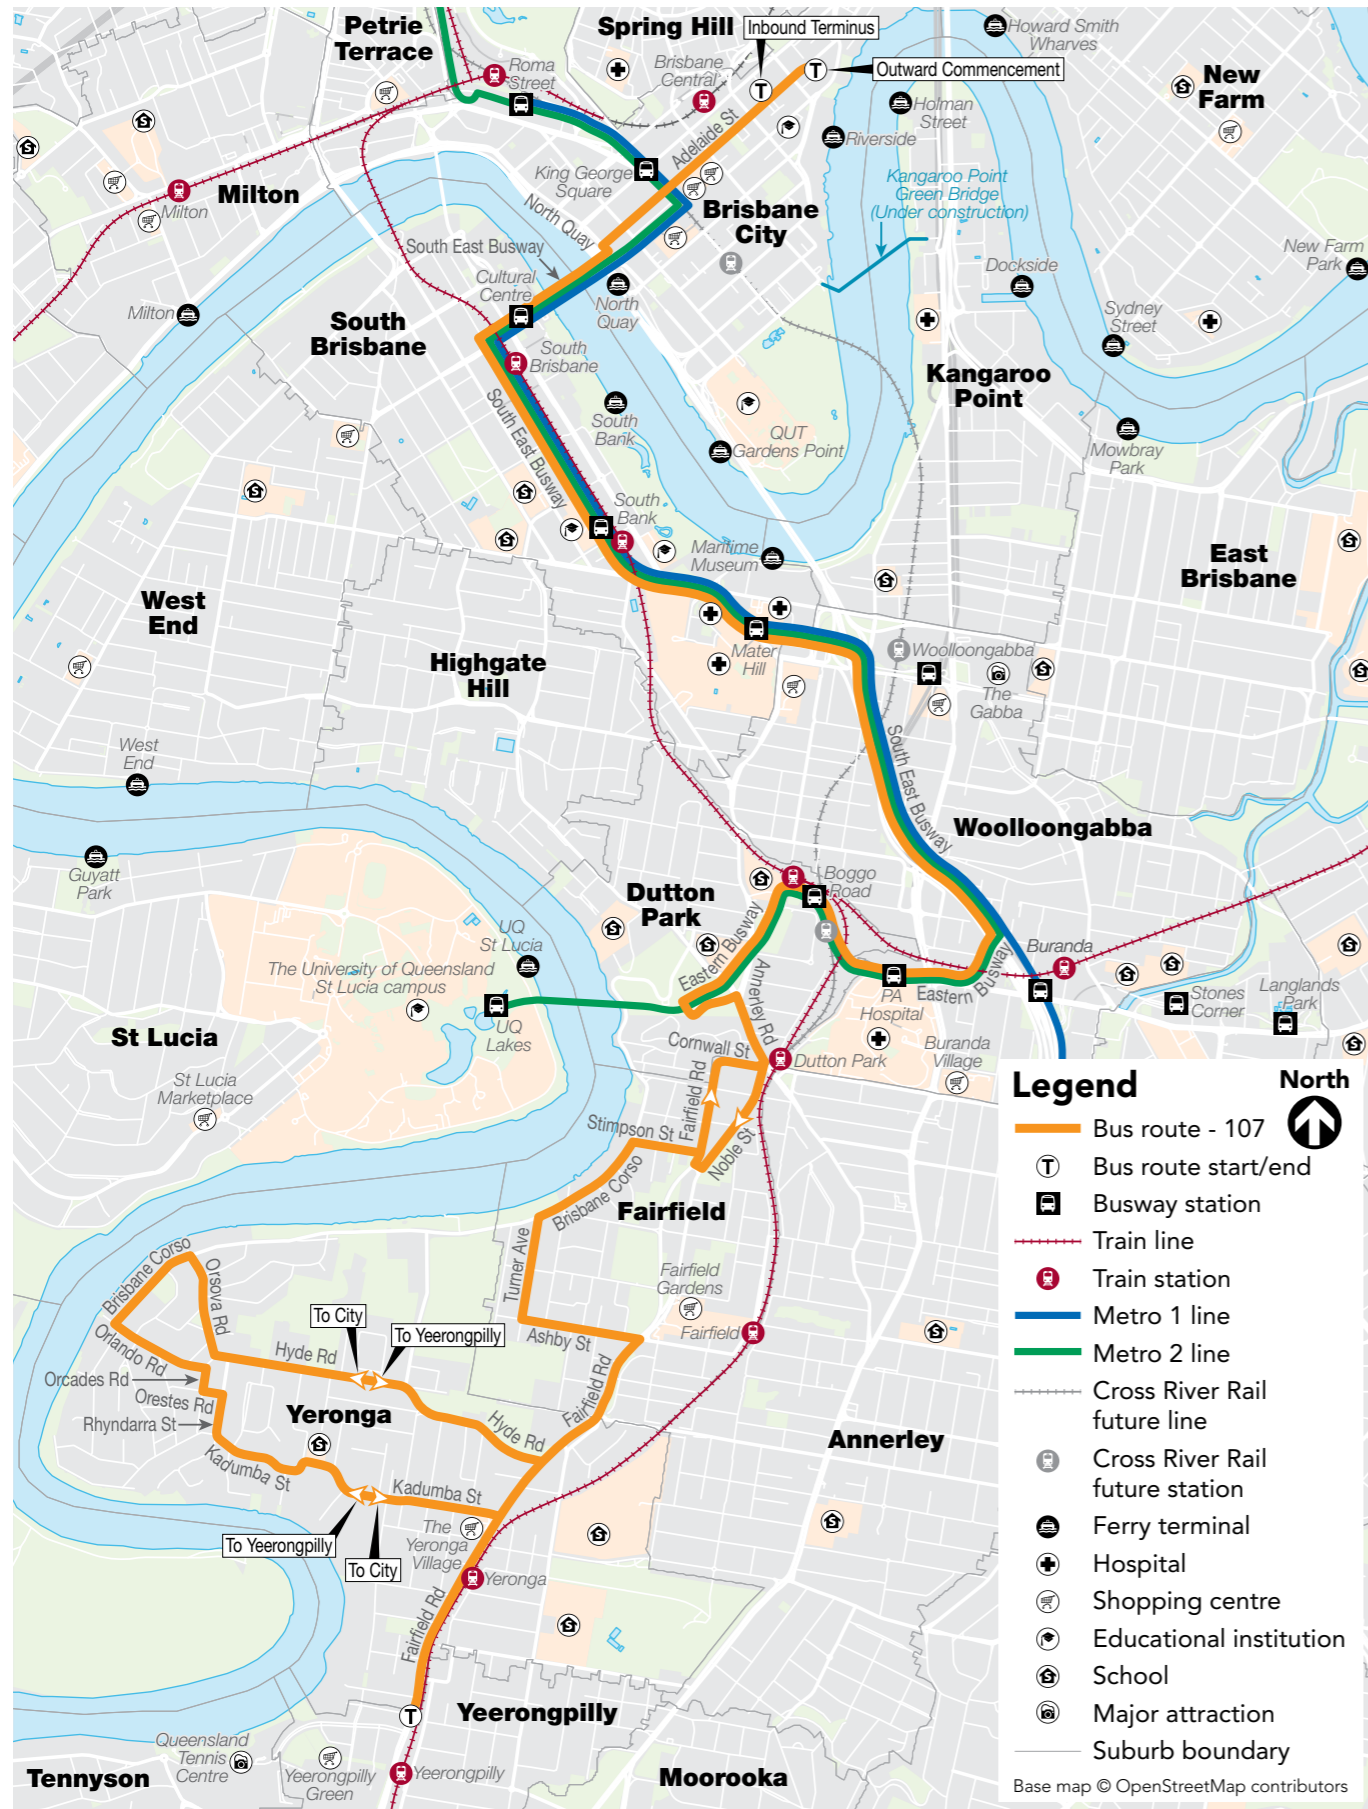 Petrie
Terrace
Spring Hill
Inbound Terminus
T
T
Outward Commencement
Howard Smith
Wharves
New
Farm
Roma
Street
Brisbane
Central
Adelaide St
Holman
Street
Riverside
King George
Square
Milton
Milton
Kangaroo Point
Green Bridge
(Under construction)
North Quay
Brisbane
City
South East Busway
Cultural
Centre
North
Quay
Dockside
New Farm
Park
Milton
South
Brisbane
South
Brisbane
Sydney
Street
Kangaroo
Point
South East Busway
South
Bank
QUT
Gardens Point
Mowbray
Park
South
Bank
Maritime
Museum
East
Brisbane
West
End
Mater
Hill
Woolloongabba
The
Gabba
Highgate
Hill
West
End
South East Busway
Woolloongabba
Guyatt
Park
Boggo
Road
Dutton
Park
Eastern Busway
Annerley Rd
UQ
St Lucia
The University of Queensland
St Lucia campus
Buranda
PA
Hospital
Eastern Busway
Stones
Corner
Langlands
Park
UQ
Lakes
St Lucia
Cornwall St
Dutton Park
Buranda
Village
St Lucia
Marketplace
Fairfield Rd
Stimpson St
Noble St
Brisbane Corso
Fairfield
Turner Ave
Brisbane Corso
Orsova Rd
Fairfield
Gardens
Fairfield
To City
To Yeerongpilly
Ashby St
Orlando Rd
Hyde Rd
Orcades Rd
Fairfield Rd
Orestes Rd
Rhyndarra St
Yeronga
Hyde Rd
Annerley
Kadumba St
Kadumba St
To Yeerongpilly
To City
The
Yeronga
Village
Yeronga
Fairfield Rd
T
Yeerongpilly
Queensland
Tennis
Centre
Tennyson
Yeerongpilly
Green
Yeerongpilly
Moorooka
Legend
North
Bus route - 107
T
Bus route start/end
Busway station
Train line
Train station
Metro 1 line
Metro 2 line
Cross River Rail
future line
Cross River Rail
future station
Ferry terminal
Hospital
Shopping centre
Educational institution
School
Major attraction
Suburb boundary
Base map © OpenStreetMap contributors